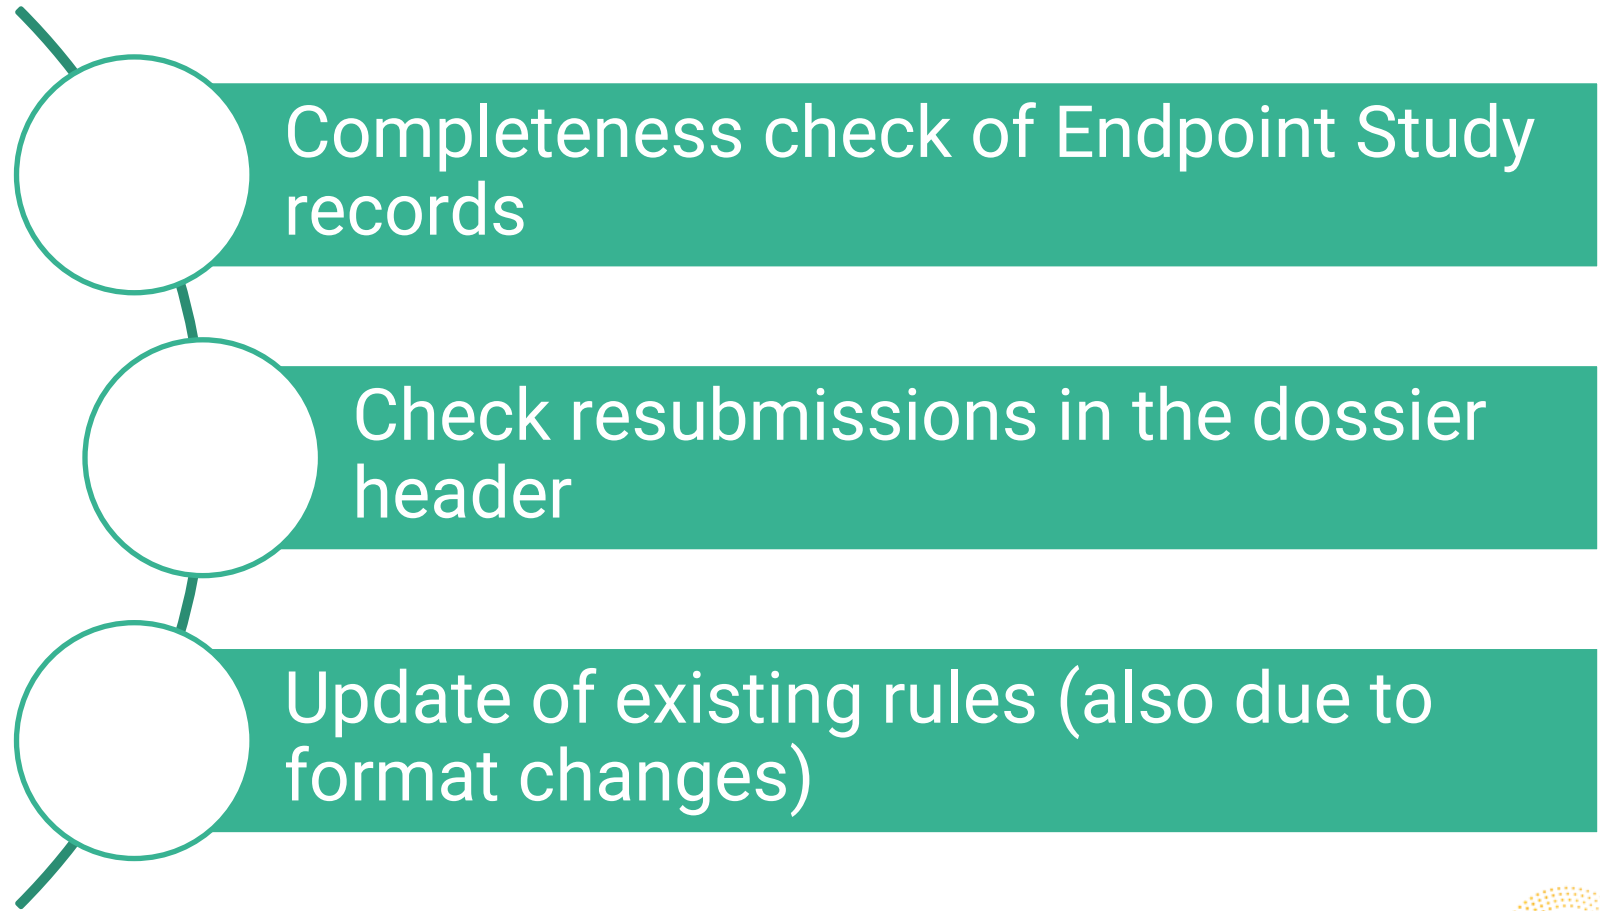 Completeness check of Endpoint Study
records
Check resubmissions in the dossier
header
Update of existing rules (also due to
format changes)